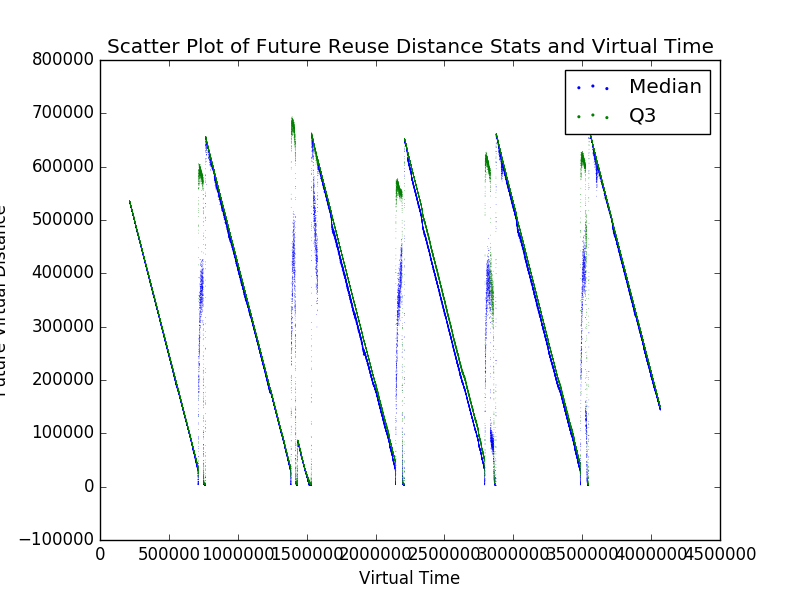 Scatter Plot of Future Reuse Distance Stats and Virtual Time
Median
Q3
800000
700000
600000
500000
400000
300000
200000
100000
0
−100000
Future Virtual Distance
0 500000 1000000 1500000 2000000 2500000 3000000 3500000 4000000 4500000
Virtual Time